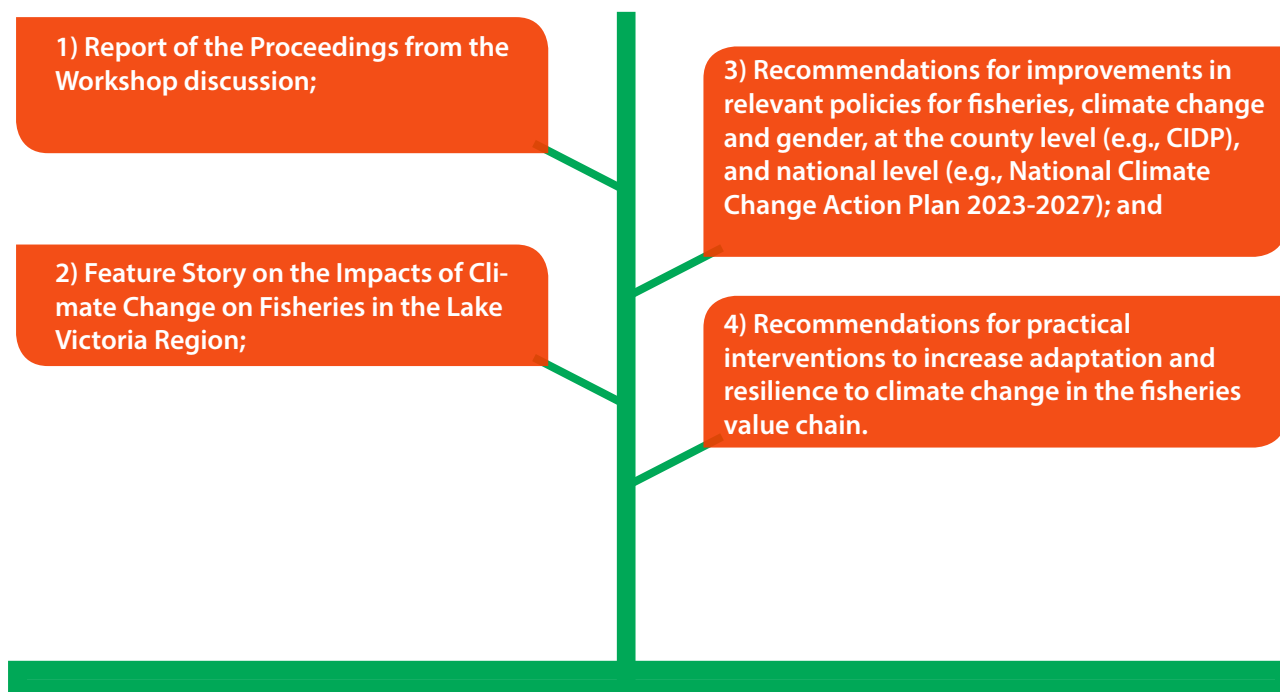 1) Report of the Proceedings from the
Workshop discussion;
2) Feature Story on the Impacts of Cli-
mate Change on Fisheries in the Lake
Victoria Region;
3) Recommendations for improvements in
relevant policies for fisheries, climate change
and gender, at the county level (e.g., CIDP),
and national level (e.g., National Climate
Change Action Plan 2023-2027); and
4) Recommendations for practical
interventions to increase adaptation and
resilience to climate change in the fisheries
value chain.